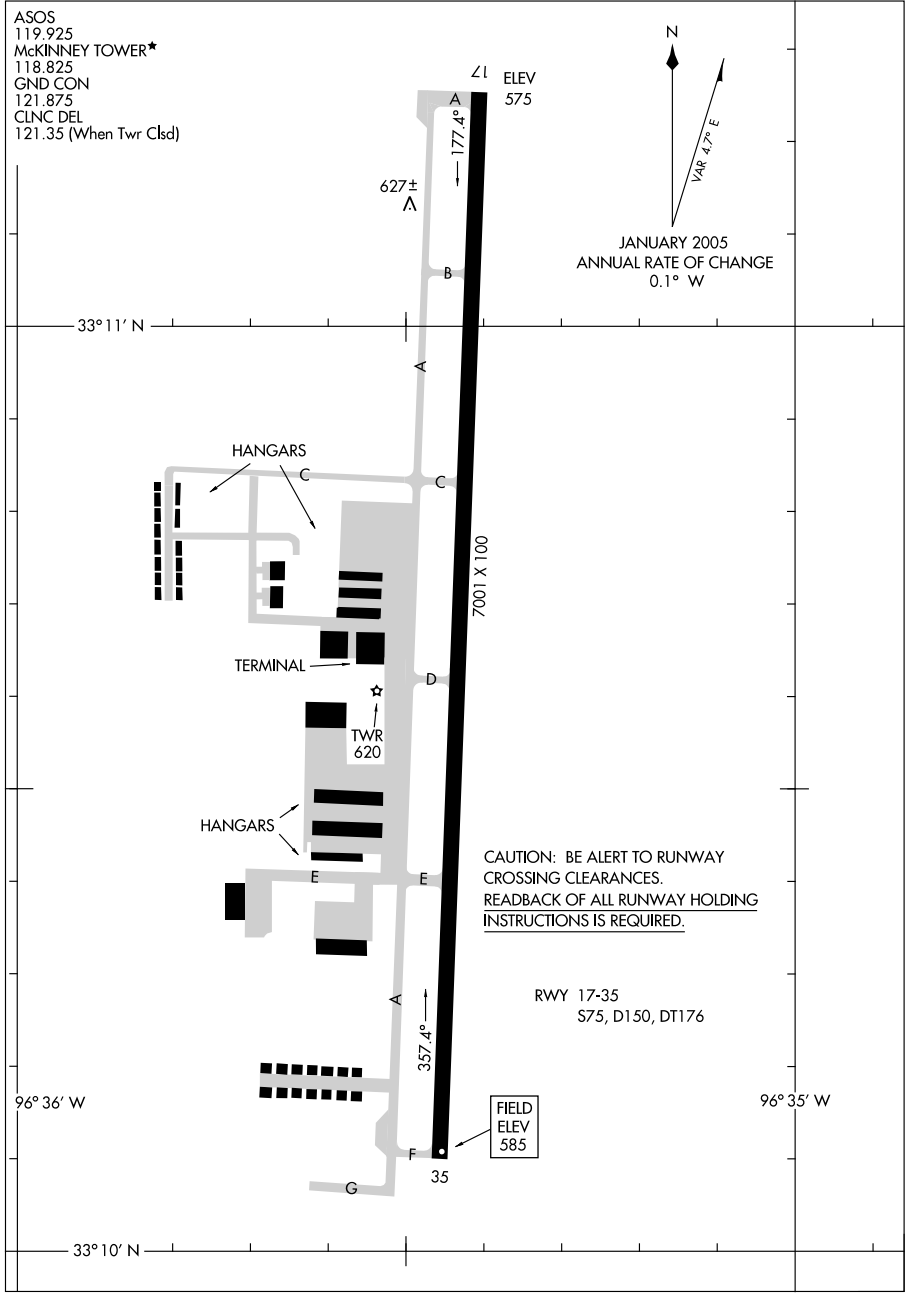 ASOS
119.925
McKINNEY TOWER★
118.825
GND CON
121.875
CLNC DEL
121.35 (When Twr Clsd)
17
ELEV
575
A
177.4°
627±
N
VAR 4.7° E
JANUARY 2005
ANNUAL RATE OF CHANGE
0.1° W
B
33°11' N
A
HANGARS
C
C
7001 X 100
TERMINAL
D
TWR
620
HANGARS
CAUTION: BE ALERT TO RUNWAY
CROSSING CLEARANCES.
READBACK OF ALL RUNWAY HOLDING
INSTRUCTIONS IS REQUIRED.
E
E
A
357.4°
RWY 17-35
S75, D150, DT176
96°36' W
96°35' W
FIELD
ELEV
585
F
35
G
33°10' N